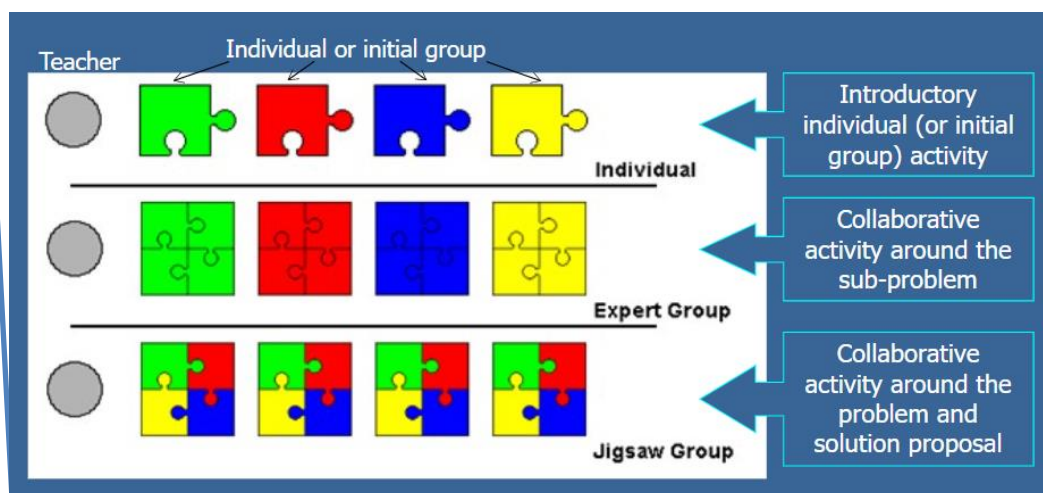 Individual or initial group
Teacher
Introductory
individual (or initial
group) activity
Individual
Collaborative
activity around the
sub-problem
Expert Group
Collaborative
activity around the
problem and
solution proposal
Jigsaw Group